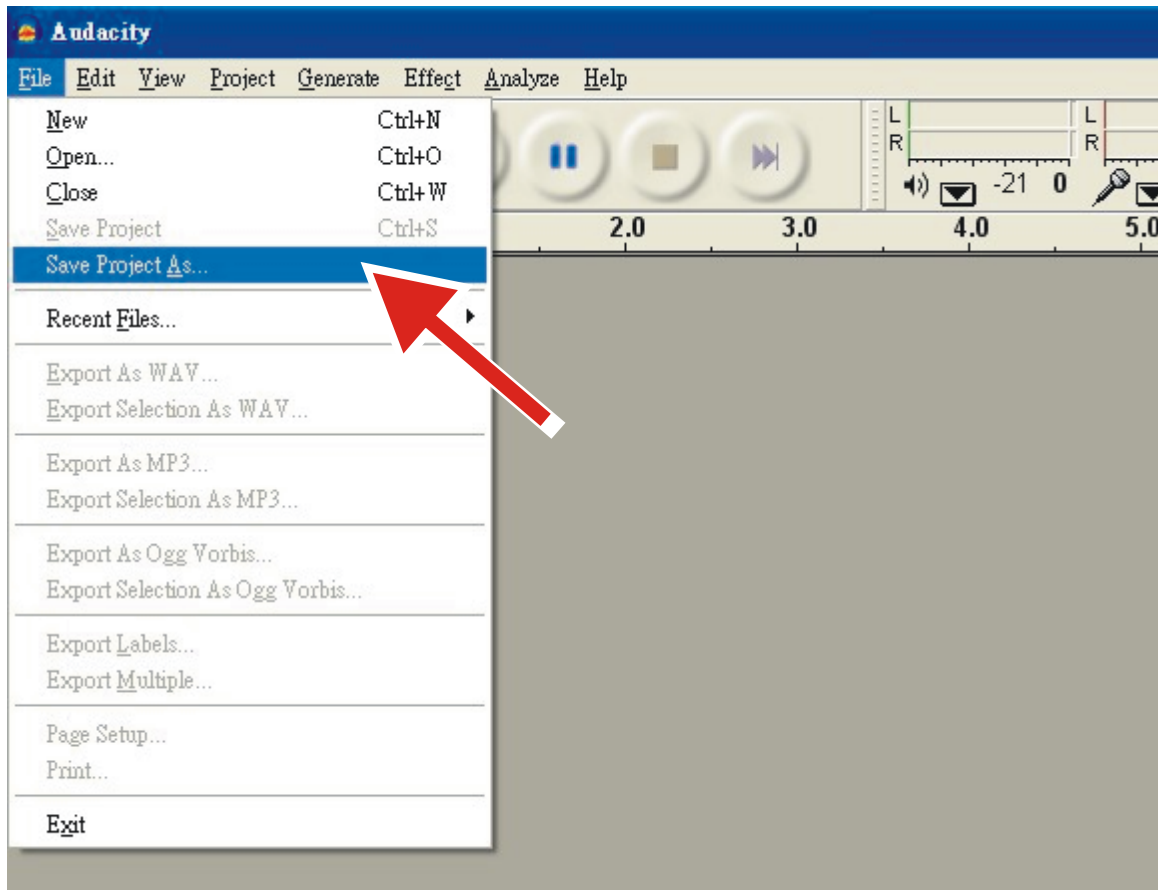 Audacity
File Edit View Project Generate Effect Analyze Help
New Ctrl+N
Open... Ctrl+O
Close Ctrl+W
Save Project Ctrl+S
Save Project As...
Recent Files...
Export As WAV...
Export Selection As WAV...
Export As MP3...
Export Selection As MP3...
Export As Ogg Vorbis...
Export Selection As Ogg Vorbis...
Export Labels...
Export Multiple...
Page Setup...
Print...
Exit
L L
R R
-21 0
2.0 3.0 4.0 5.0